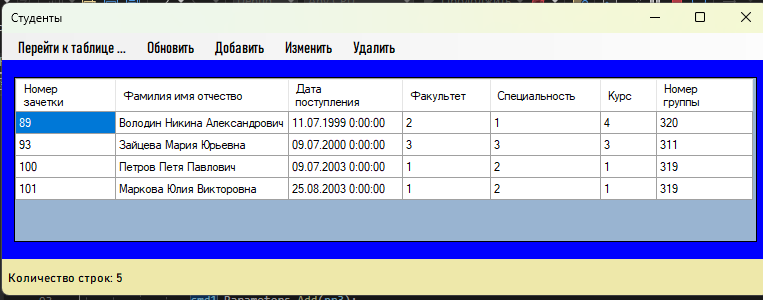 Студенты
Перейти к таблице ... Обновить Добавить Изменить Удалить
Номер зачетки Фамилия имя отчество Дата поступления Факультет Специальность Курс Номер группы
89 Володин Никина Александрович 11.07.1999 0:00:00 2 1 4 320
93 Зайцева Мария Юрьевна 09.07.2000 0:00:00 3 3 3 311
100 Петров Петя Павлович 09.07.2003 0:00:00 1 2 1 319
101 Маркова Юлия Викторовна 25.08.2003 0:00:00 1 2 1 319
Количество строк: 5
cmd1.Parameters.Add(pp3);